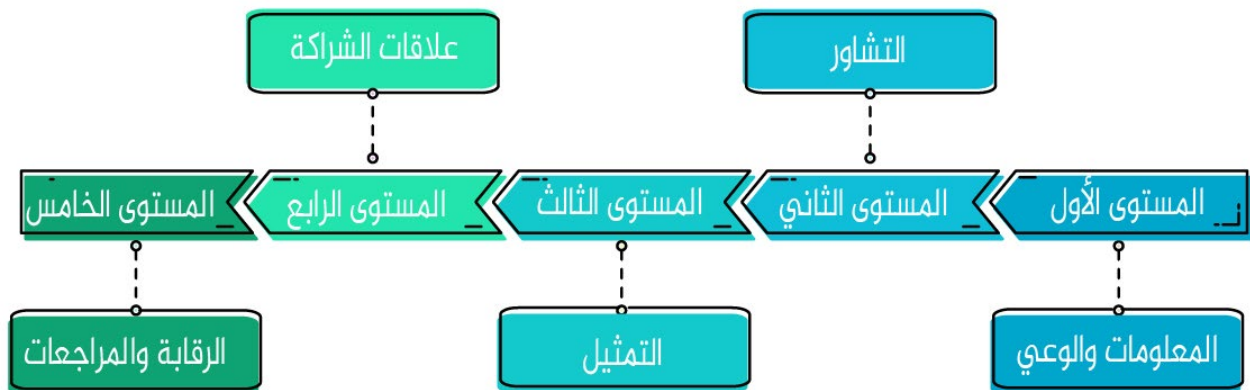 علاقات الشراكة
التشاور
المستوى الأول
المستوى الثاني
المستوى الثالث
المستوى الرابع
المستوى الخامس
المعلومات والوعي
التمثيل
الرقابة والمراجعات